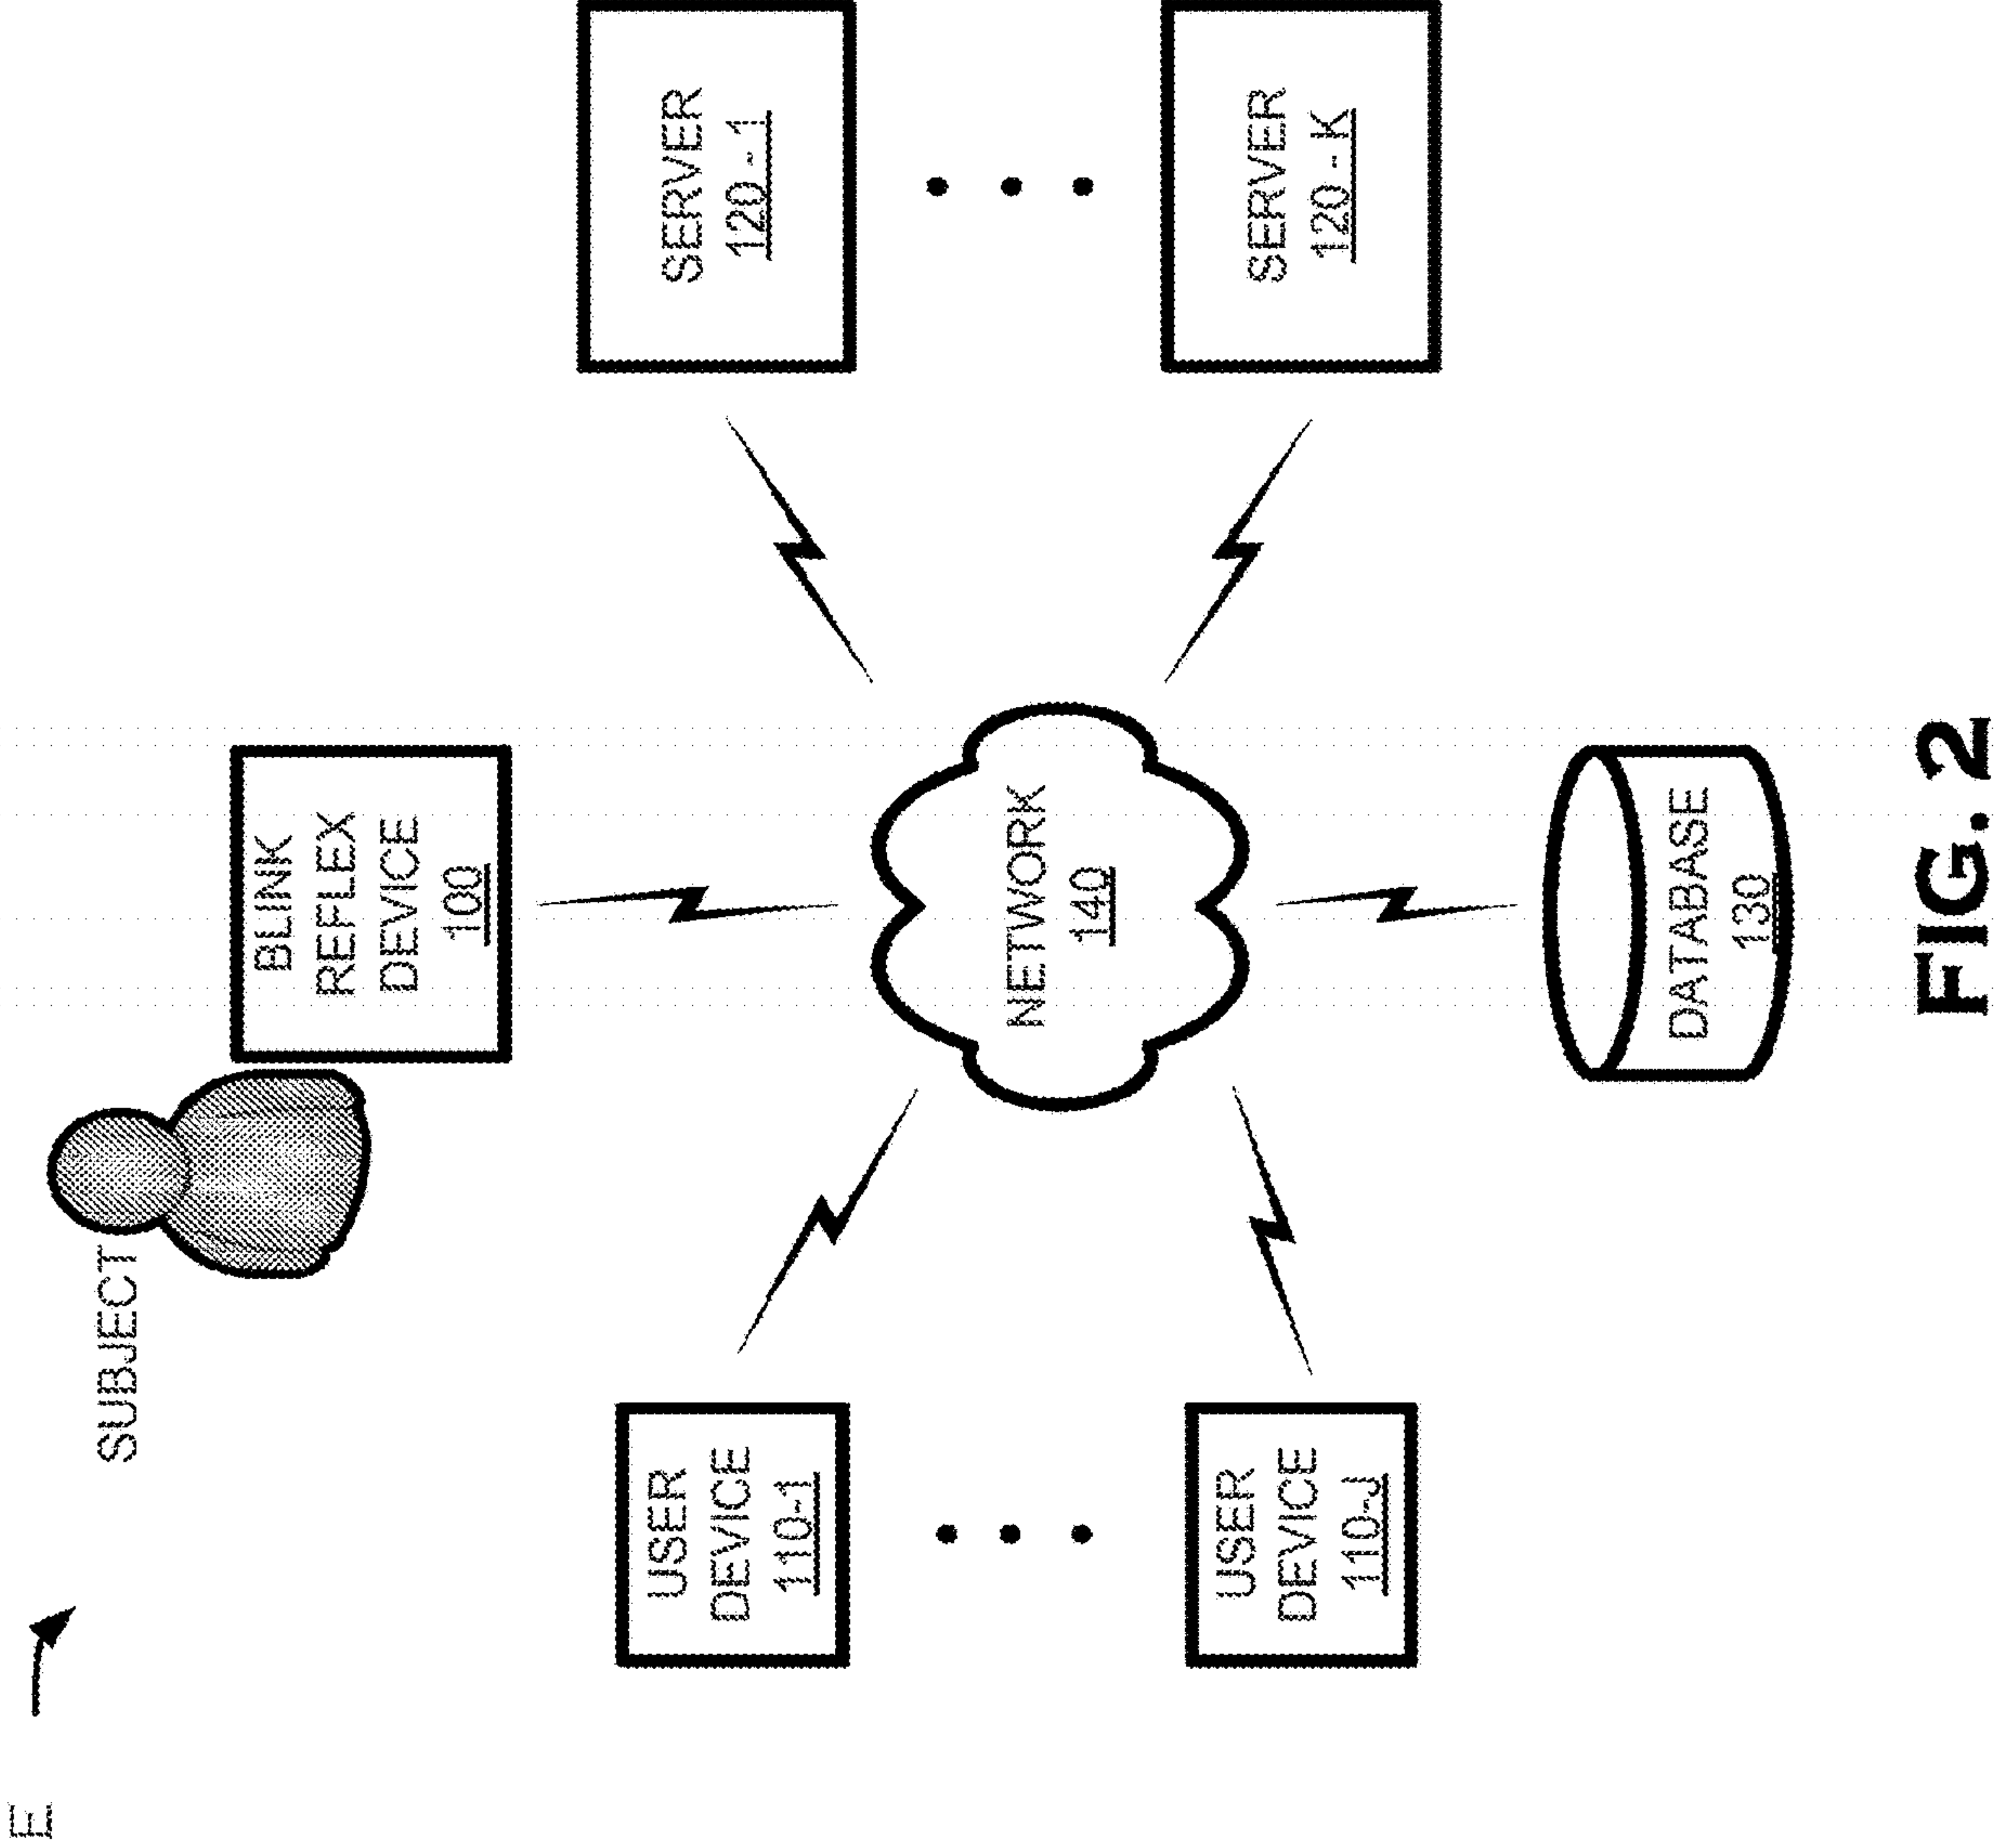 E
SUBJECT
BLINK
REFLEX
DEVICE
100
USER
DEVICE
110-1
NETWORK
140
SERVER
120 - 1
USER
DEVICE
110-J
SERVER
120 - K
DATABASE
130
FIG. 2